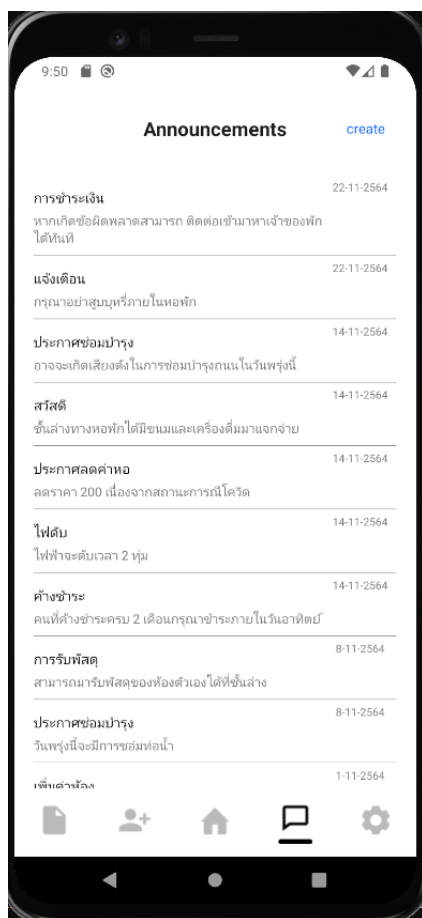 9:50
Announcements
create
22-11-2564
การชำระเงิน
หากเกิดข้อผิดพลาดสามารถ ติดต่อเข้ามาหาเจ้าของพัก
ได้ทันที
22-11-2564
แจ้งเตือน
กรุณาอย่าสูบบุหรี่ภายในหอพัก
14-11-2564
ประกาศซ่อมบำรุง
อาจจะเกิดเสียงดังในการซ่อมบำรุงถนนในวันพรุ่งนี้
14-11-2564
สวัสดี
ชั้นล่างทางหอพักได้มีขนมและเครื่องดื่มมาแจกจ่าย
14-11-2564
ประกาศลดค่าหอ
ลดราคา 200 เนื่องจากสถานะการณ์โควิด
14-11-2564
ไฟดับ
ไฟฟ้าจะดับเวลา 2 ทุ่ม
14-11-2564
ค้างชำระ
คนที่ค้างชำระครบ 2 เดือนกรุณาชำระภายในวันอาทิตย์
8-11-2564
การรับพัสดุ
สามารถมารับพัสดุของห้องตัวเองได้ที่ชั้นล่าง
8-11-2564
ประกาศซ่อมบำรุง
วันพรุ่งนี้จะมีการซอมท่อน้ำ
1-11-2564
เพิ่มค่าห้อง